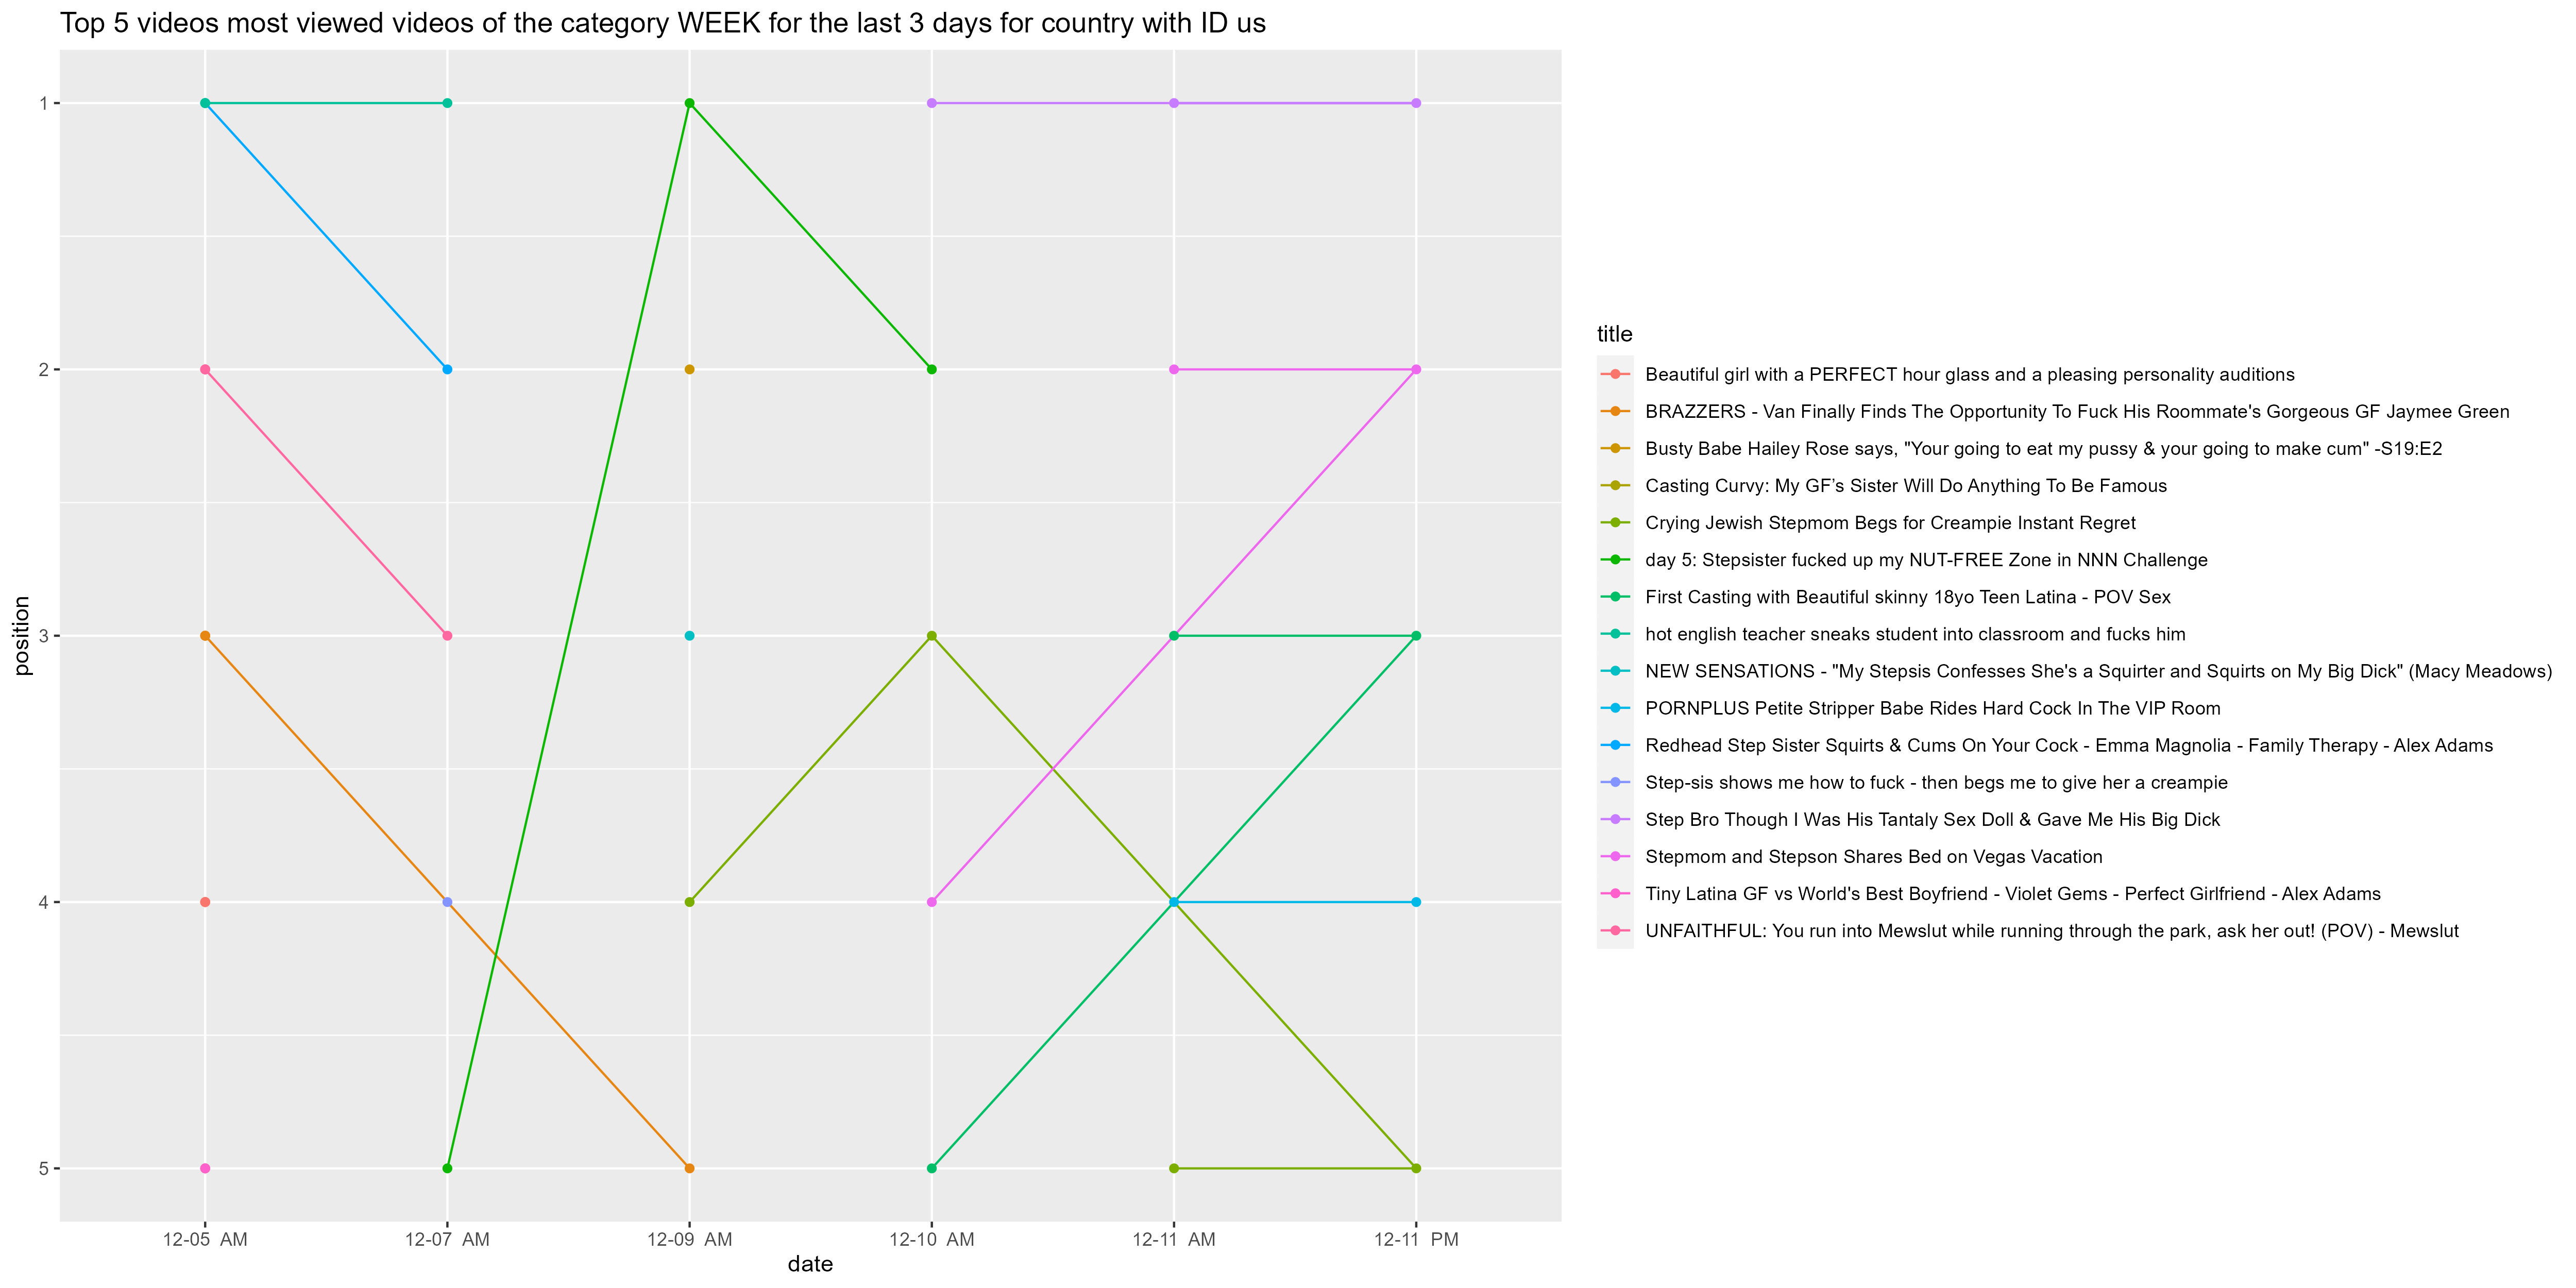 Top 5 videos most viewed videos of the category WEEK for the last 3 days for country with ID us
position
1
2
3
4
5
12-05 AM
12-07 AM
12-09 AM
12-10 AM
12-11 AM
12-11 PM
date
title
Beautiful girl with a PERFECT hour glass and a pleasing personality auditions
BRAZZERS - Van Finally Finds The Opportunity To Fuck His Roommate's Gorgeous GF Jaymee Green
Busty Babe Hailey Rose says, "Your going to eat my pussy & your going to make cum" -S19:E2
Casting Curvy: My GF’s Sister Will Do Anything To Be Famous
Crying Jewish Stepmom Begs for Creampie Instant Regret
day 5: Stepsister fucked up my NUT-FREE Zone in NNN Challenge
First Casting with Beautiful skinny 18yo Teen Latina - POV Sex
hot english teacher sneaks student into classroom and fucks him
NEW SENSATIONS - "My Stepsis Confesses She's a Squirter and Squirts on My Big Dick" (Macy Meadows)
PORNPLUS Petite Stripper Babe Rides Hard Cock In The VIP Room
Redhead Step Sister Squirts & Cums On Your Cock - Emma Magnolia - Family Therapy - Alex Adams
Step-sis shows me how to fuck - then begs me to give her a creampie
Step Bro Though I Was His Tantaly Sex Doll & Gave Me His Big Dick
Stepmom and Stepson Shares Bed on Vegas Vacation
Tiny Latina GF vs World's Best Boyfriend - Violet Gems - Perfect Girlfriend - Alex Adams
UNFAITHFUL: You run into Mewslut while running through the park, ask her out! (POV) - Mewslut